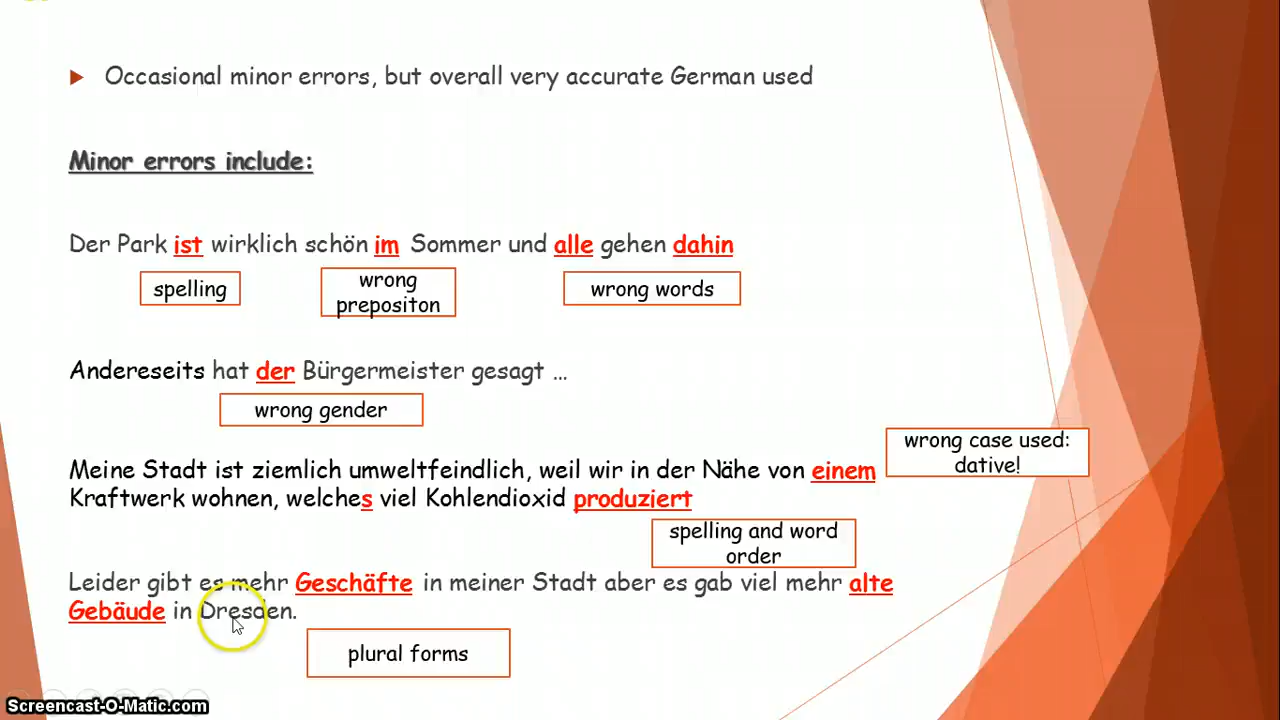 Occasional minor errors, but overall very accurate German used
Minor errors include:
Der Park ist wirklich schön im Sommer und alle gehen dahin
spelling
wrong
prepositon
wrong words
Andereseits hat der Bürgermeister gesagt ...
wrong gender
wrong case used:
dative!
Meine Stadt ist ziemlich umweltfeindlich, weil wir in der Nähe von einem
Kraftwerk wohnen, welches viel Kohlendioxid produziert
spelling and word
order
Leider gibt es mehr Geschäfte in meiner Stadt aber es gab viel mehr alte
Gebäude in Dresden.
plural forms
Screencast-O-Matic.com